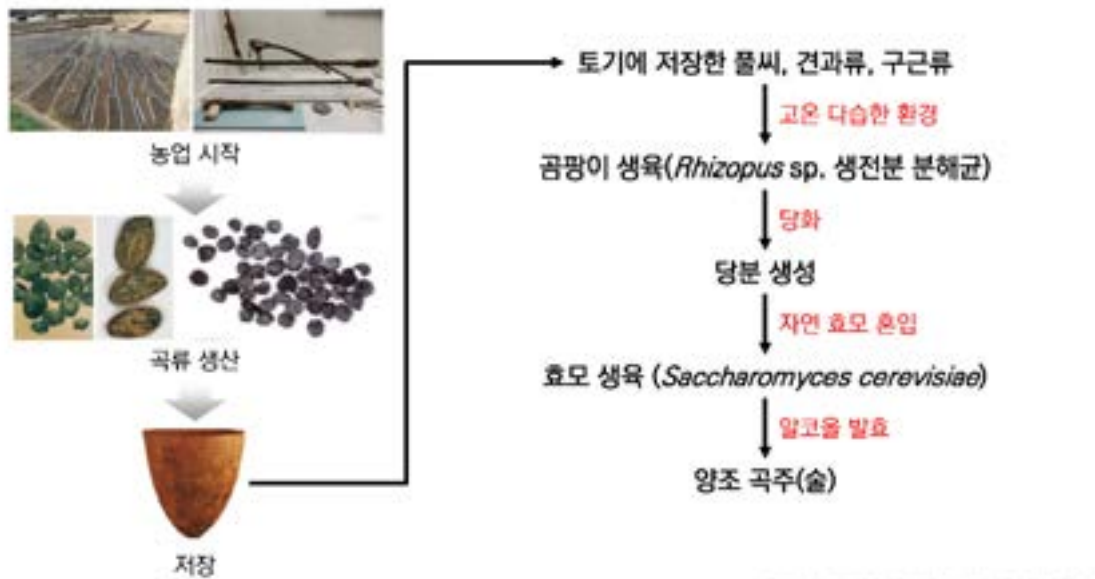 농업 시작
곡류 생산
저장
토기에 저장한 풀씨, 견과류, 구근류
고온 다습한 환경
곰팡이 생육(Rhizopus sp. 생전분 분해균)
당화
당분 생성
자연 효모 혼입
효모 생육 (Saccharomyces cerevisiae)
알코올 발효
양조 곡주(술)